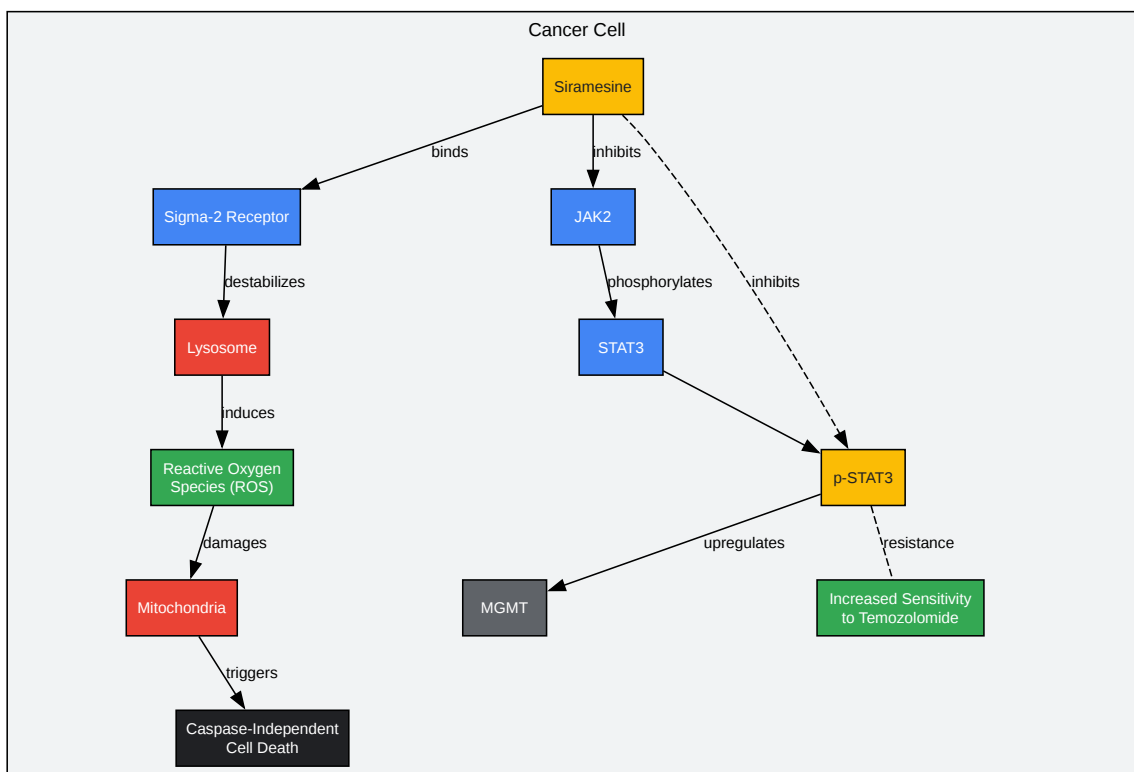 Cancer Cell
Siramesine
binds
inhibits
Sigma-2 Receptor
JAK2
destabilizes
phosphorylates
inhibits
Lysosome
STAT3
induces
Reactive Oxygen
Species (ROS)
p-STAT3
damages
upregulates
resistance
Mitochondria
MGMT
Increased Sensitivity
to Temozolomide
triggers
Caspase-Independent
Cell Death